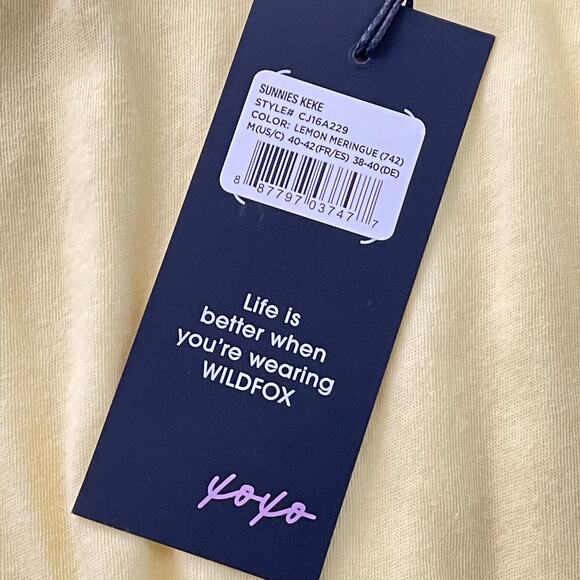 SUNNIES KEKE
STYLE# CJ16A229
COLOR: LEMON MERINGUE (742)
M(US/C) 40-42(FR/ES) 38-40(DE)
8 87797 03747 7
Life is
better when
you're wearing
WILDFOX
xoxo